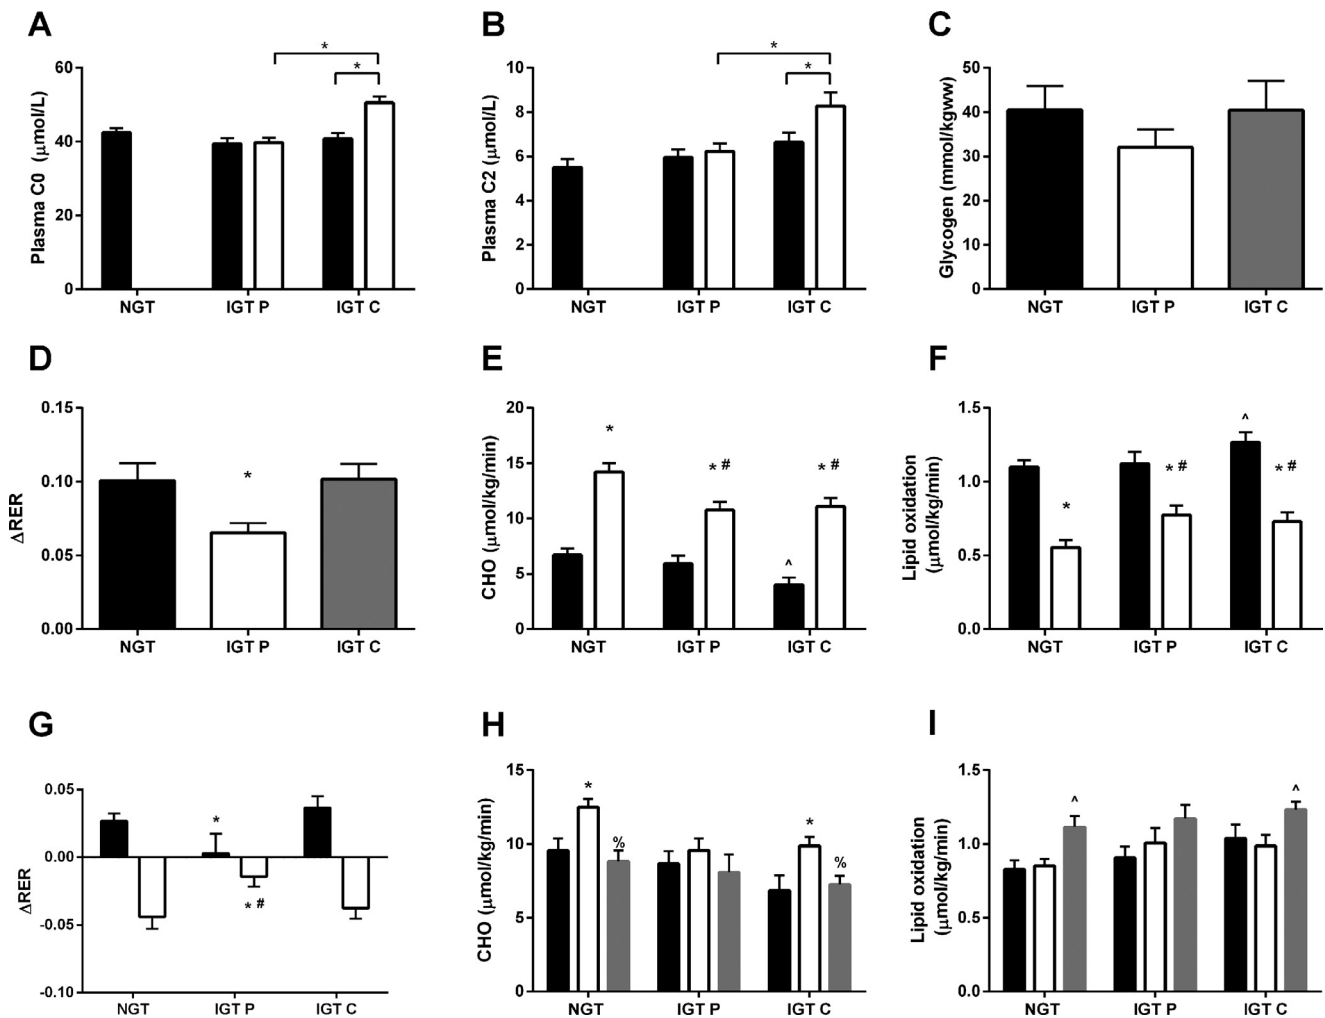 A
Plasma C0 (μmol/L)
60
40
20
0
*
*
NGT IGT P IGT C
B
Plasma C2 (μmol/L)
10
8
6
4
2
0
*
*
NGT IGT P IGT C
C
Glycogen (mmol/kgww)
50
40
30
20
10
0
NGT IGT P IGT C
D
ΔRER
0.15
0.10
0.05
0.00
*
NGT IGT P IGT C
E
CHO (μmol/kg/min)
20
15
10
5
0
*
* #
^
* #
NGT IGT P IGT C
F
Lipid oxidation
(μmol/kg/min)
1.5
1.0
0.5
0.0
*
* #
^
* #
NGT IGT P IGT C
G
ΔRER
0.05
0.00
-0.05
-0.10
*
* #
NGT IGT P IGT C
H
CHO (μmol/kg/min)
15
10
5
0
*
%
*
%
NGT IGT P IGT C
I
Lipid oxidation
(μmol/kg/min)
1.5
1.0
0.5
0.0
^
^
NGT IGT P IGT C